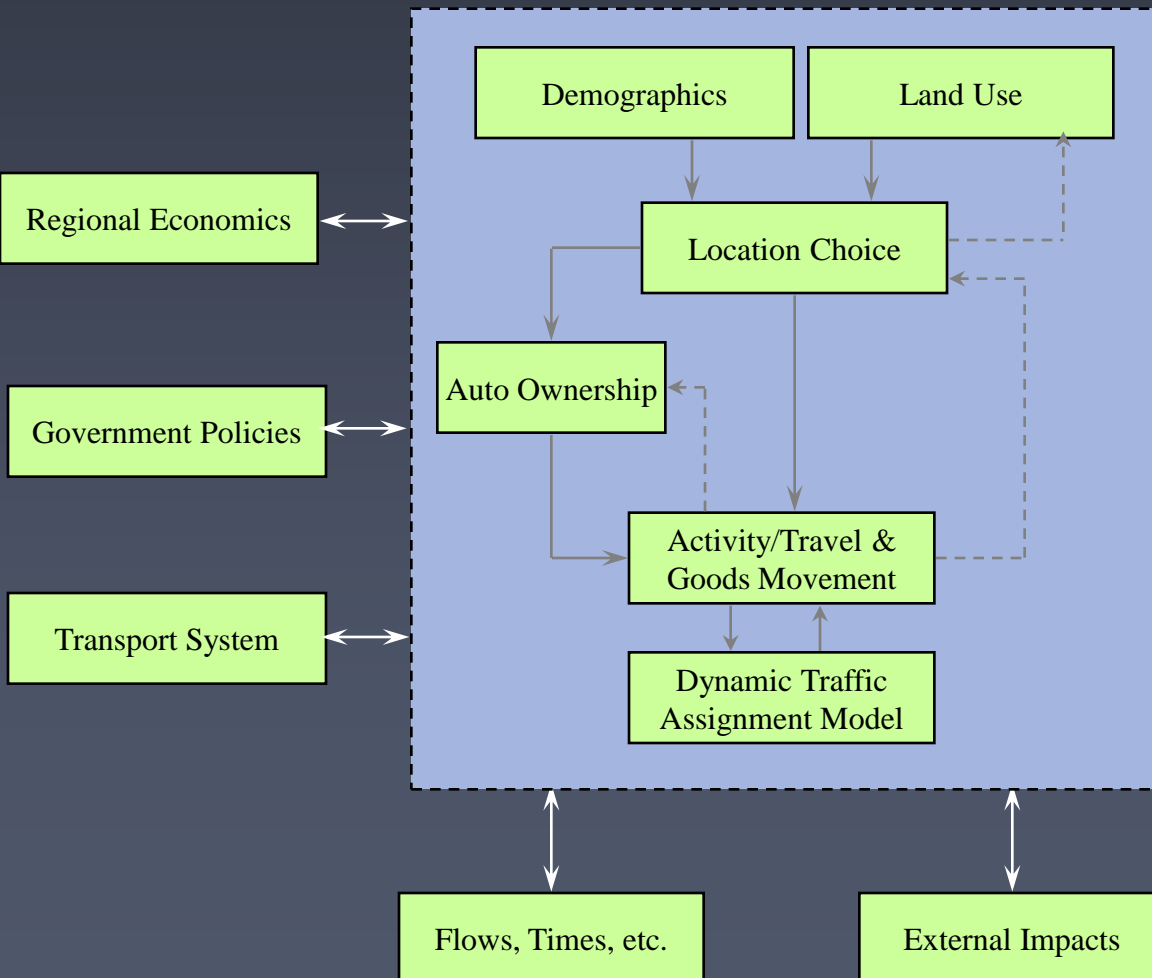 Demographics
Land Use
Regional Economics
Location Choice
Auto Ownership
Government Policies
Activity/Travel &
Goods Movement
Transport System
Dynamic Traffic
Assignment Model
Flows, Times, etc.
External Impacts